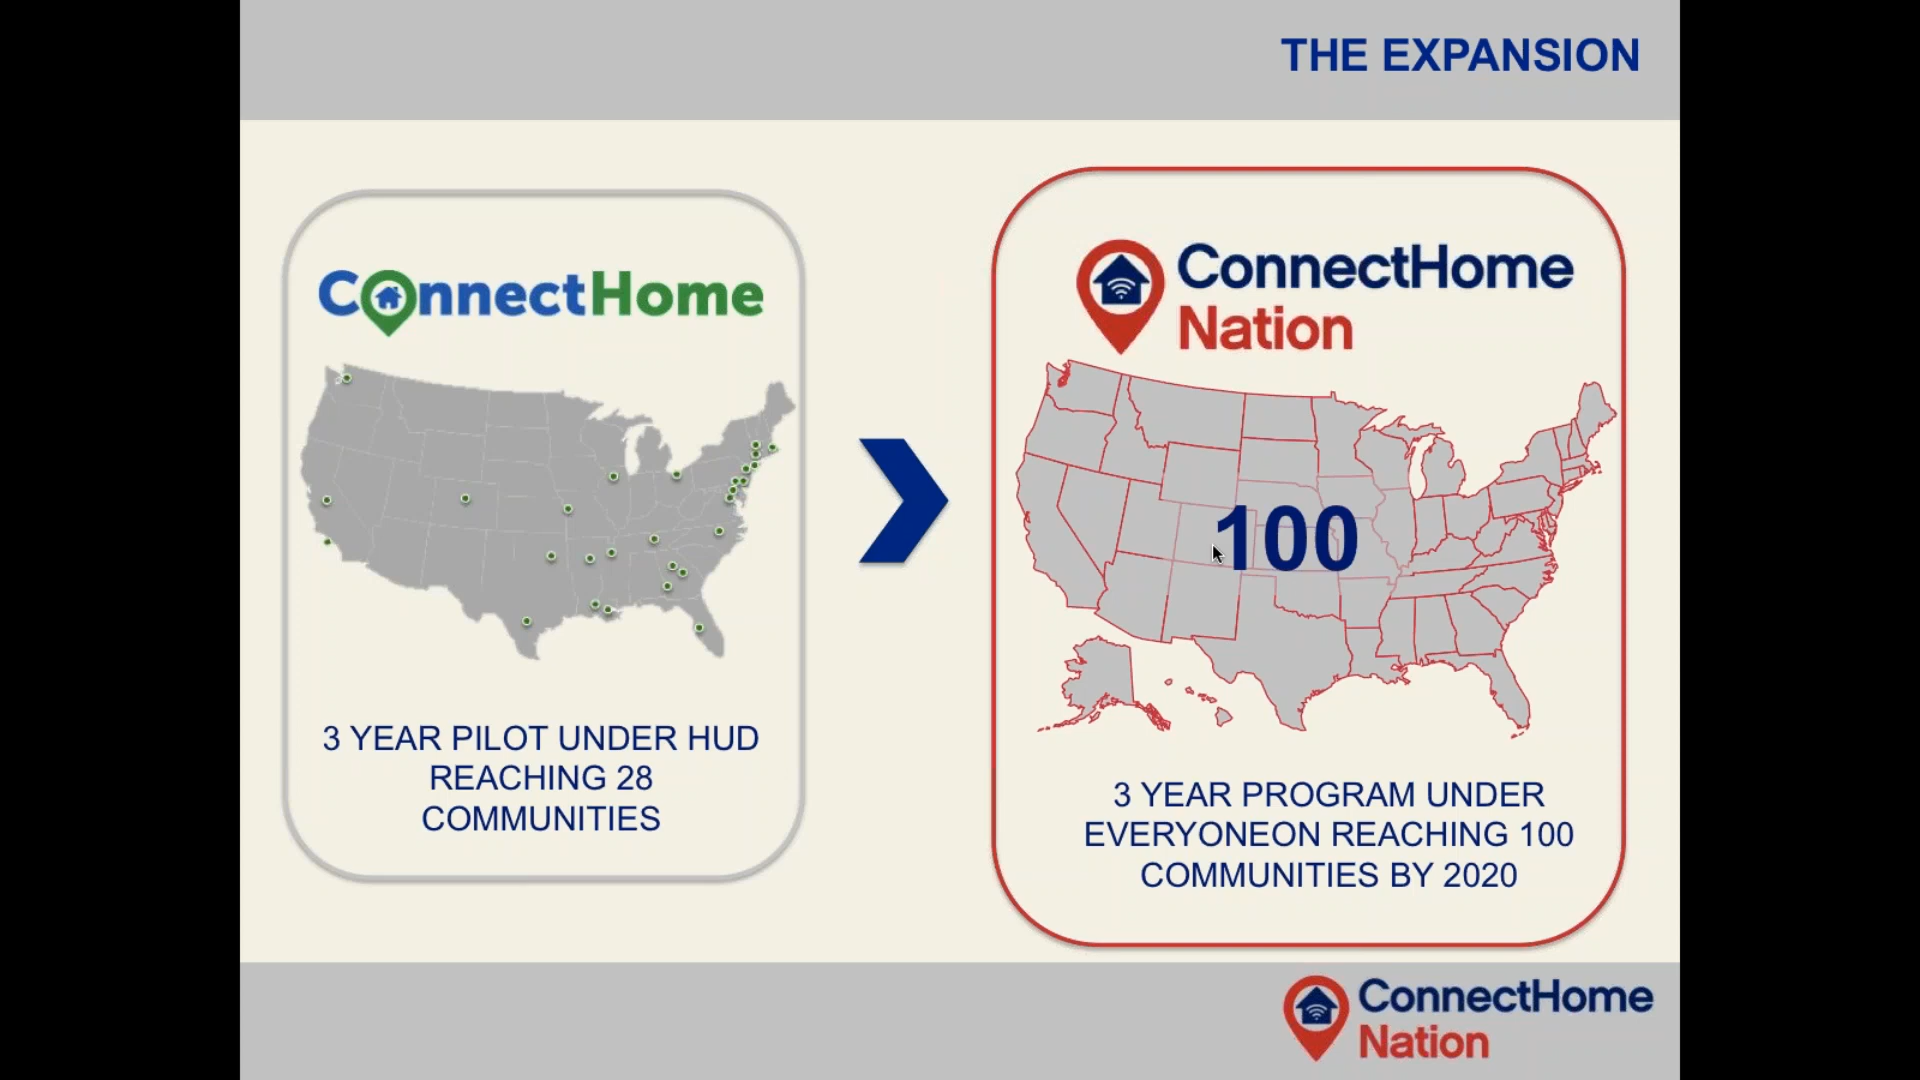 THE EXPANSION
ConnectHome
3 YEAR PILOT UNDER HUD
REACHING 28
COMMUNITIES
ConnectHome
Nation
100
3 YEAR PROGRAM UNDER
EVERYONEON REACHING 100
COMMUNITIES BY 2020
ConnectHome
Nation